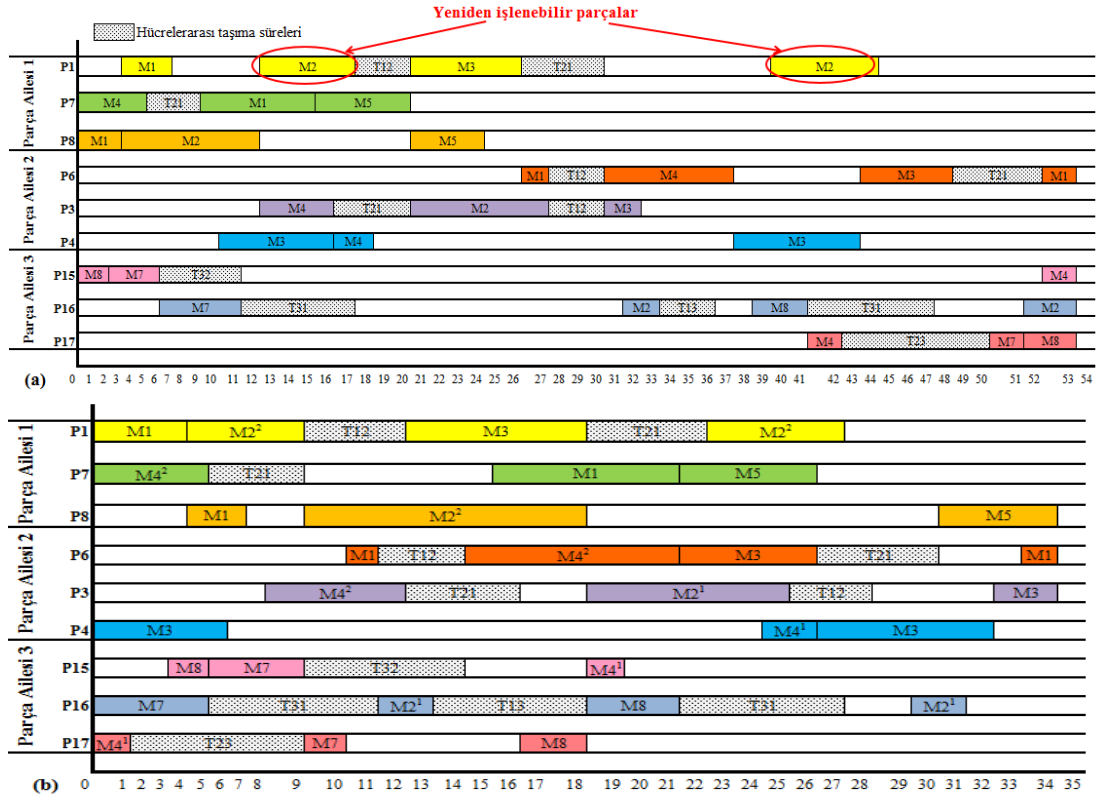 Yeniden işlenebilir parçalar
Hücrelerarası taşıma süreleri
Parça Ailesi 1
P1 M1 M2 T12 M3 T21 M2
P7 M4 T21 M1 M5
P8 M1 M2 M5
Parça Ailesi 2
P6 M1 T12 M4 M3 T21 M1
P3 M4 T21 M2 T12 M3
P4 M3 M4 M3
Parça Ailesi 3
P15 M8 M7 T32 M4
P16 M7 T31 M2 T13 M8 T31 M2
P17 M4 T23 M7 M8
(a)
0 1 2 3 4 5 6 7 8 9 10 11 12 13 14 15 16 17 18 19 20 21 22 23 24 25 26 27 28 29 30 31 32 33 34 35 36 37 38 39 40 41 42 43 44 45 46 47 48 49 50 51 52 53 54
Parça Ailesi 1
P1 M1 M2² T12 M3 T21 M2²
P7 M4² T21 M1 M5
P8 M1 M2² M5
Parça Ailesi 2
P6 M1 T12 M4² M3 T21 M1
P3 M4² T21 M2¹ T12 M3
P4 M3 M4¹ M3
Parça Ailesi 3
P15 M8 M7 T32 M4¹
P16 M7 T31 M2¹ T13 M8 T31 M2¹
P17 M4¹ T23 M7 M8
(b)
0 1 2 3 4 5 6 7 8 9 10 11 12 13 14 15 16 17 18 19 20 21 22 23 24 25 26 27 28 29 30 31 32 33 34 35